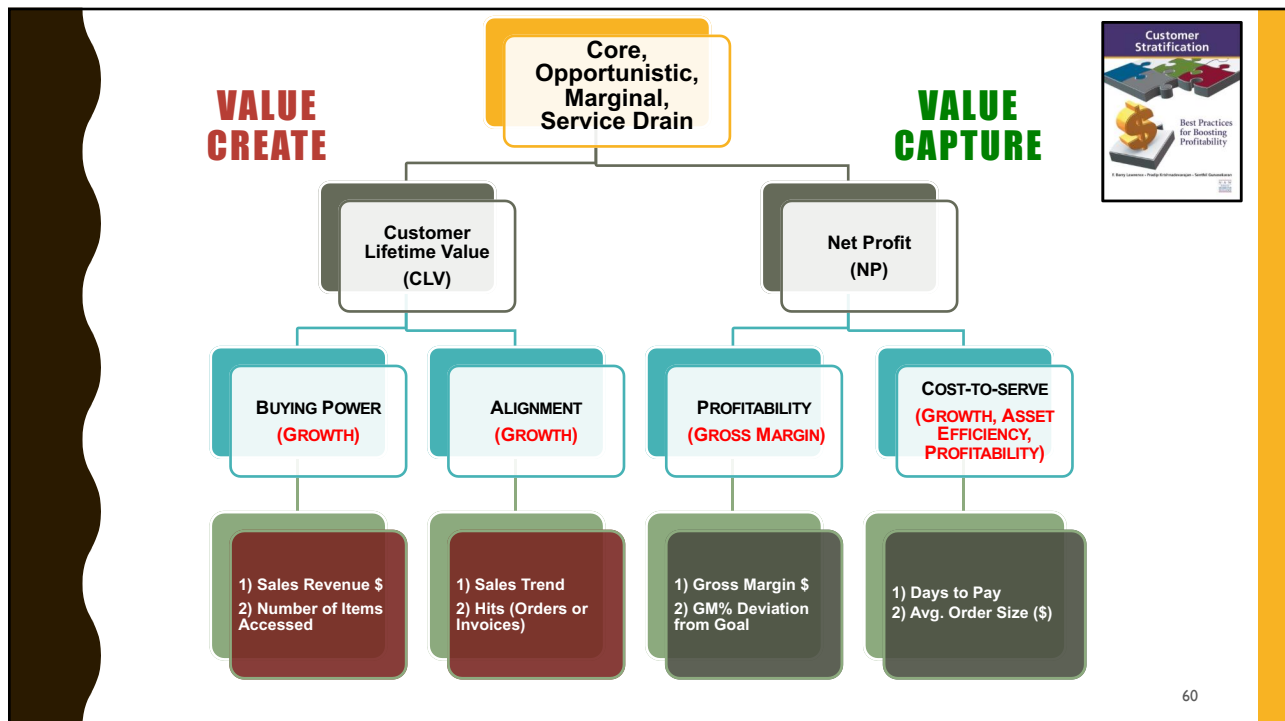 Core,
Opportunistic,
Marginal,
Service Drain
VALUE
CREATE
VALUE
CAPTURE
Customer
Stratification
Best Practices
for Boosting
Profitability
Customer
Lifetime Value
(CLV)
Net Profit
(NP)
BUYING POWER
(GROWTH)
ALIGNMENT
(GROWTH)
PROFITABILITY
(GROSS MARGIN)
COST-TO-SERVE
(GROWTH, ASSET
EFFICIENCY,
PROFITABILITY)
1) Sales Revenue $
2) Number of Items
Accessed
1) Sales Trend
2) Hits (Orders or
Invoices)
1) Gross Margin $
2) GM% Deviation
from Goal
1) Days to Pay
2) Avg. Order Size ($)
60